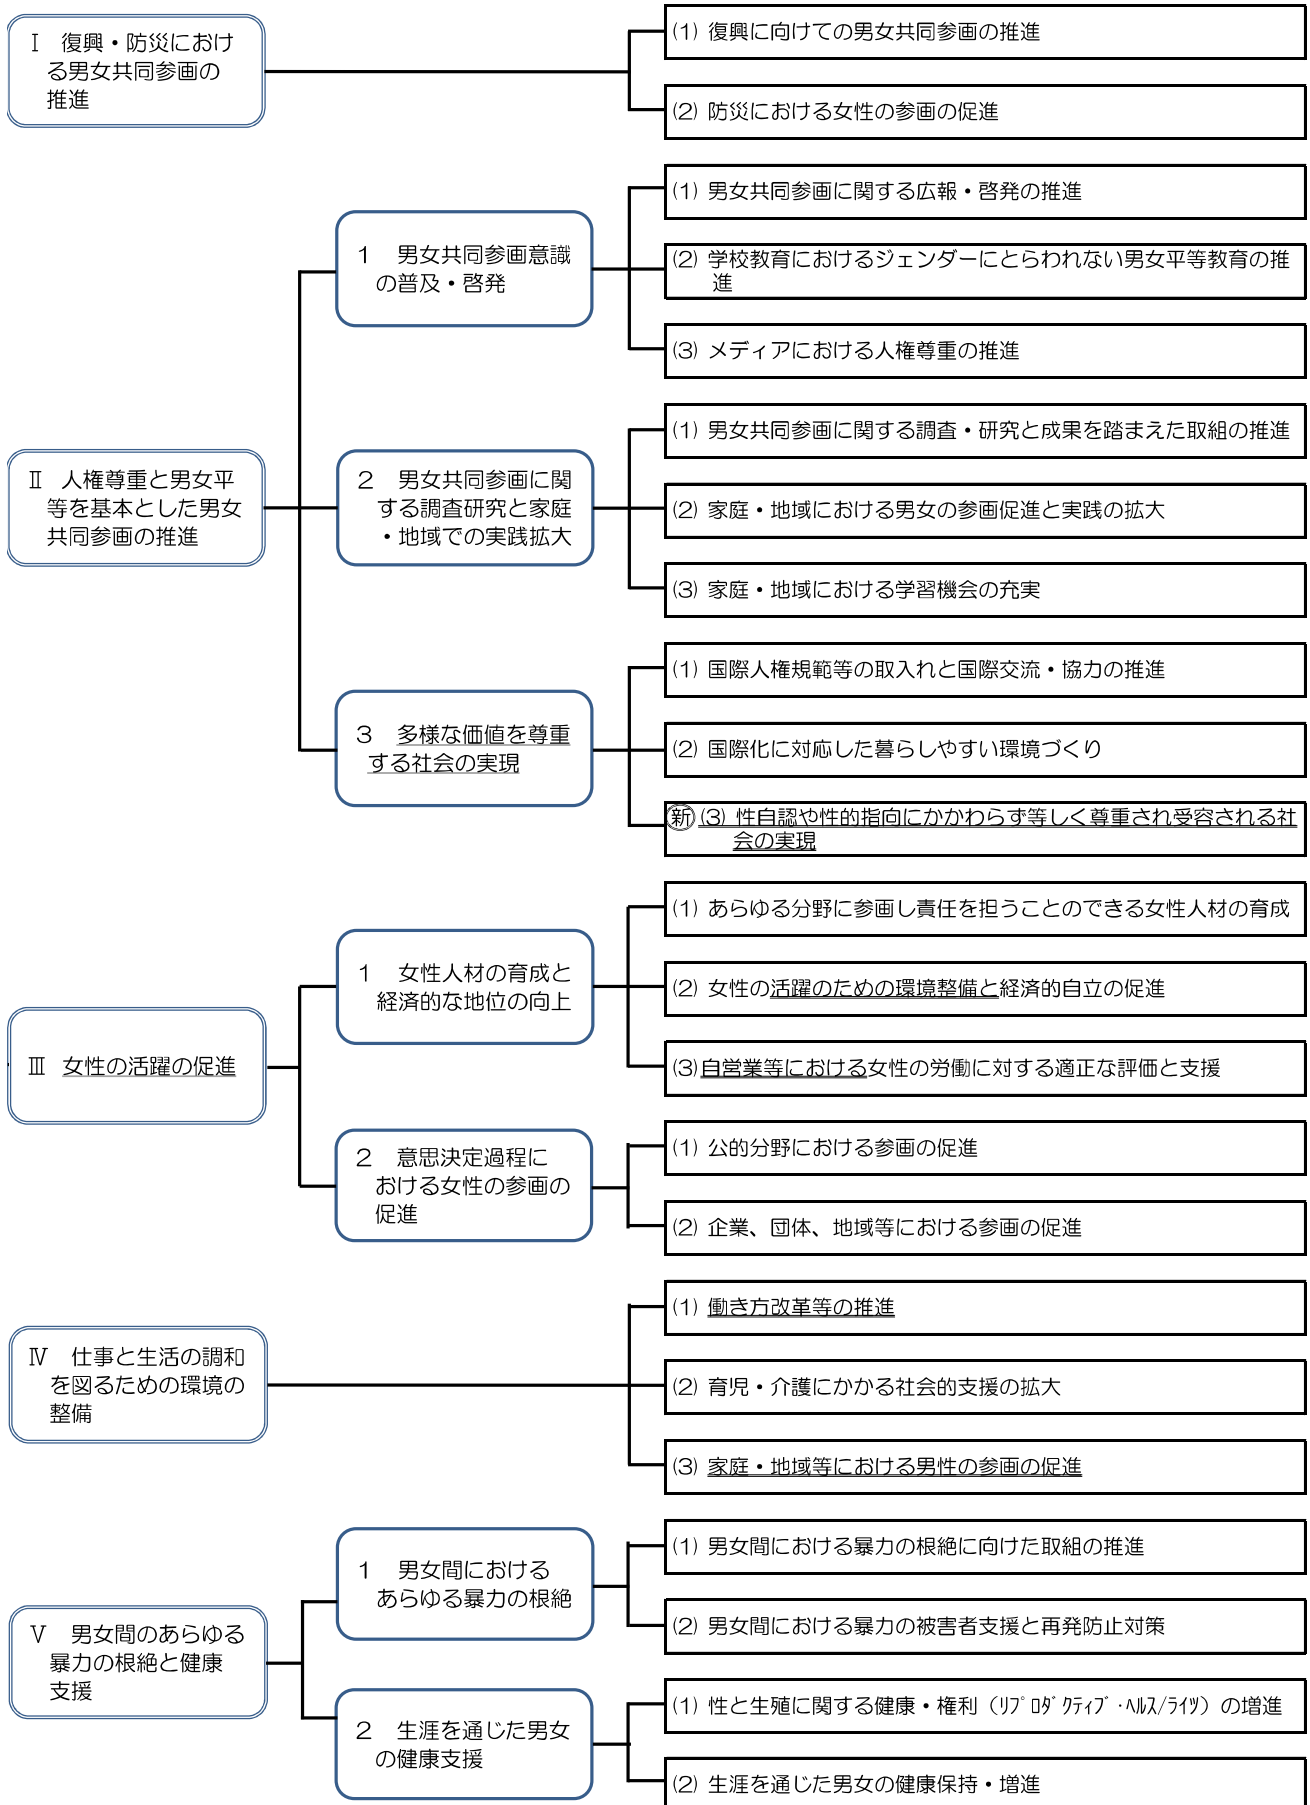 Ⅰ　復興・防災におけ
る男女共同参画の
推進
(1) 復興に向けての男女共同参画の推進
(2) 防災における女性の参画の促進
Ⅱ　人権尊重と男女平
等を基本とした男女
共同参画の推進
1　男女共同参画意識
の普及・啓発
(1) 男女共同参画に関する広報・啓発の推進
(2) 学校教育におけるジェンダーにとらわれない男女平等教育の推
進
(3) メディアにおける人権尊重の推進
2　男女共同参画に関
する調査研究と家庭
・地域での実践拡大
(1) 男女共同参画に関する調査・研究と成果を踏まえた取組の推進
(2) 家庭・地域における男女の参画促進と実践の拡大
(3) 家庭・地域における学習機会の充実
3　多様な価値を尊重
する社会の実現
(1) 国際人権規範等の取入れと国際交流・協力の推進
(2) 国際化に対応した暮らしやすい環境づくり
新 (3) 性自認や性的指向にかかわらず等しく尊重され受容される社
会の実現
Ⅲ　女性の活躍の促進
1　女性人材の育成と
経済的な地位の向上
(1) あらゆる分野に参画し責任を担うことのできる女性人材の育成
(2) 女性の活躍のための環境整備と経済的自立の促進
(3) 自営業等における女性の労働に対する適正な評価と支援
2　意思決定過程に
おける女性の参画の
促進
(1) 公的分野における参画の促進
(2) 企業、団体、地域等における参画の促進
Ⅳ　仕事と生活の調和
を図るための環境の
整備
(1) 働き方改革等の推進
(2) 育児・介護にかかる社会的支援の拡大
(3) 家庭・地域等における男性の参画の促進
Ⅴ　男女間のあらゆる
暴力の根絶と健康
支援
1　男女間における
あらゆる暴力の根絶
(1) 男女間における暴力の根絶に向けた取組の推進
(2) 男女間における暴力の被害者支援と再発防止対策
2　生涯を通じた男女
の健康支援
(1) 性と生殖に関する健康・権利（ﾘﾌﾟﾛﾀﾞｸﾃｨﾌﾞ・ﾍﾙｽ/ﾗｲﾂ）の増進
(2) 生涯を通じた男女の健康保持・増進